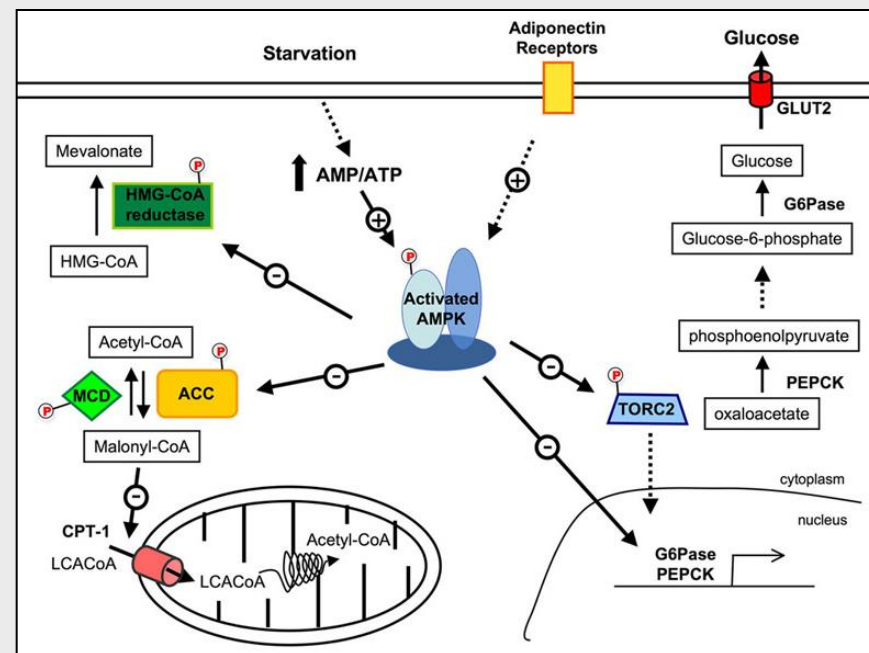 Starvation
Adiponectin
Receptors
Glucose
GLUT2
Mevalonate
P
HMG-CoA
reductase
HMG-CoA
AMP/ATP
+
+
Glucose
G6Pase
Glucose-6-phosphate
-
P
Activated
AMPK
phosphoenolpyruvate
PEPCK
oxaloacetate
Acetyl-CoA
P
MCD
P
ACC
-
-
P
TORC2
Malonyl-CoA
-
-
cytoplasm
nucleus
CPT-1
LCACoA
LCACoA
Acetyl-CoA
G6Pase
PEPCK